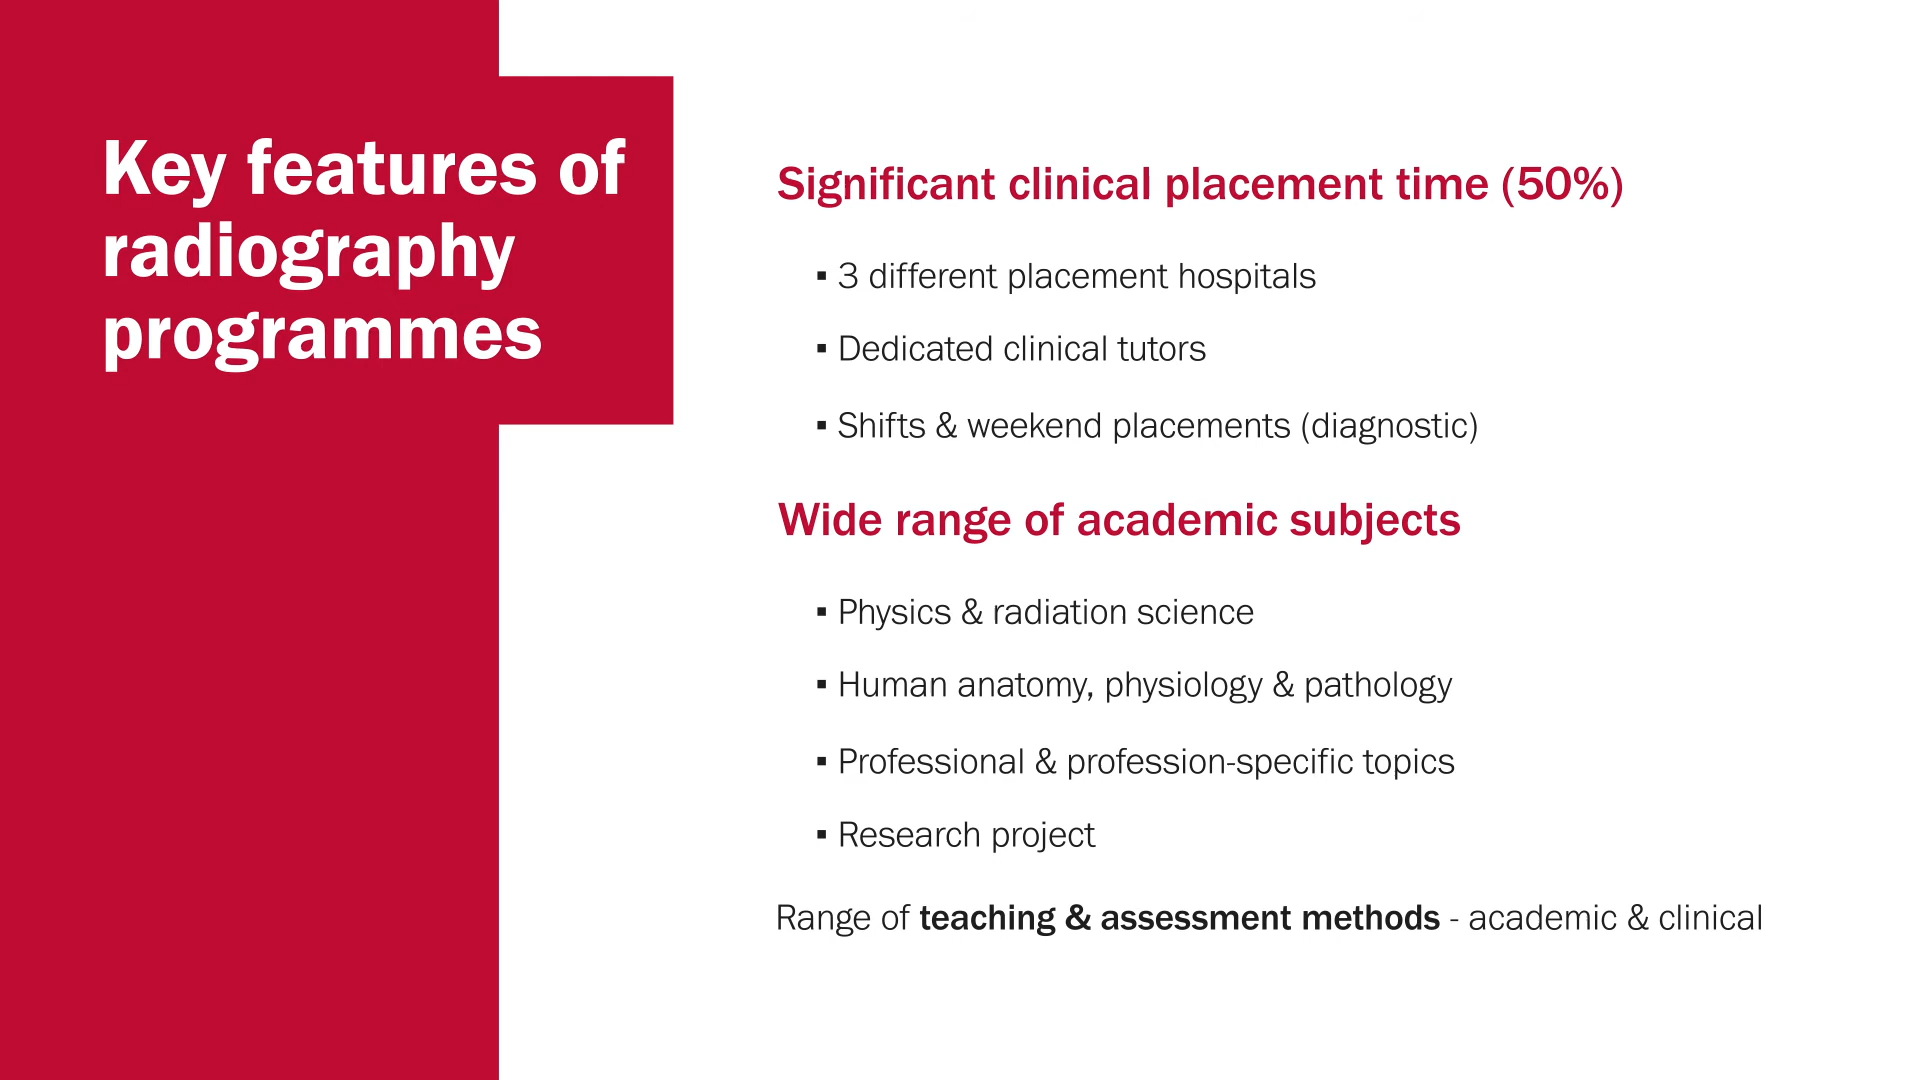 Key features of
radiography
programmes
Significant clinical placement time (50%)
▪ 3 different placement hospitals
▪ Dedicated clinical tutors
▪ Shifts & weekend placements (diagnostic)
Wide range of academic subjects
▪ Physics & radiation science
▪ Human anatomy, physiology & pathology
▪ Professional & profession-specific topics
▪ Research project
Range of teaching & assessment methods - academic & clinical